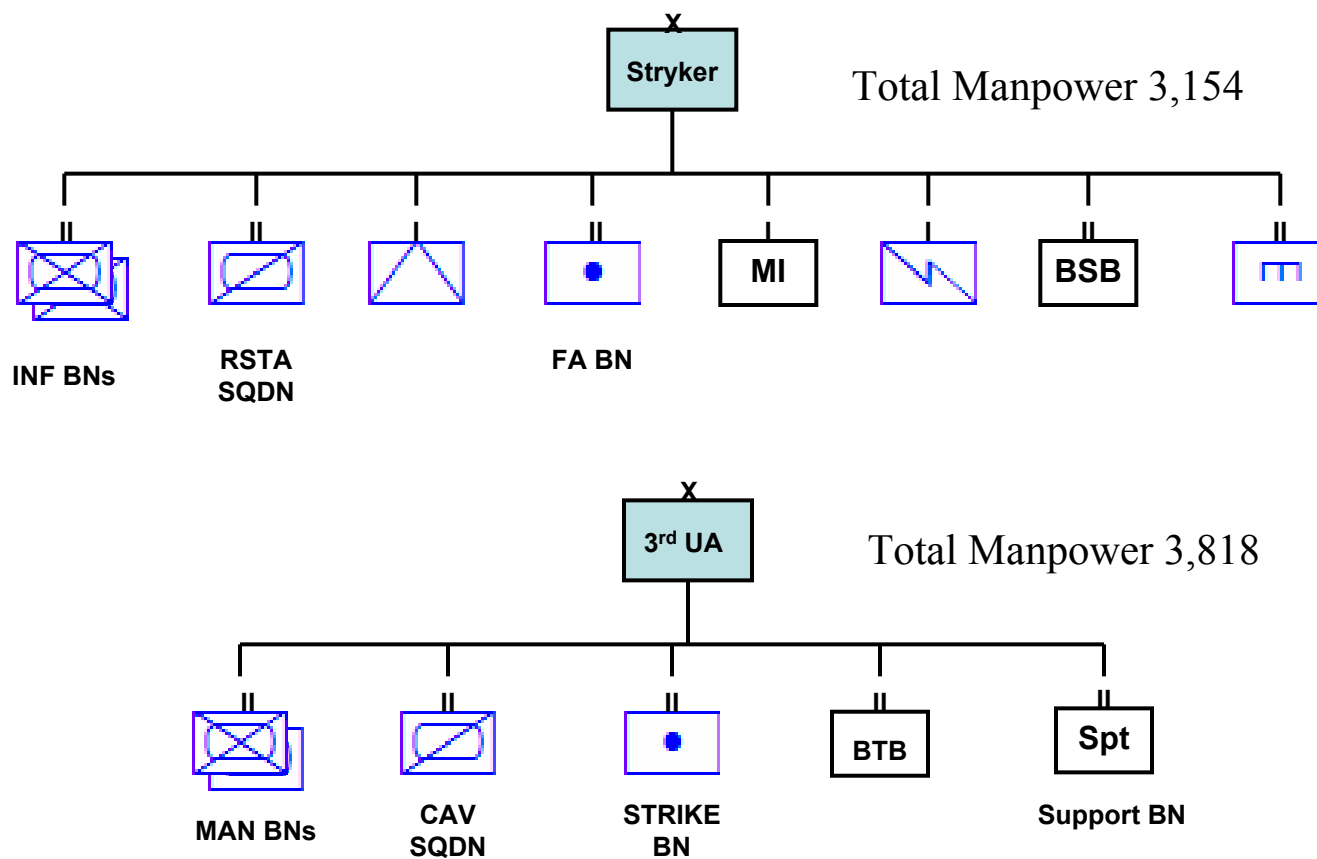 X
Stryker
Total Manpower 3,154
II II I II I I II II
MI
BSB
INF BNs
RSTA
SQDN
FA BN
X
3rd UA
Total Manpower 3,818
II II II II II
BTB
Spt
MAN BNs
CAV
SQDN
STRIKE
BN
Support BN